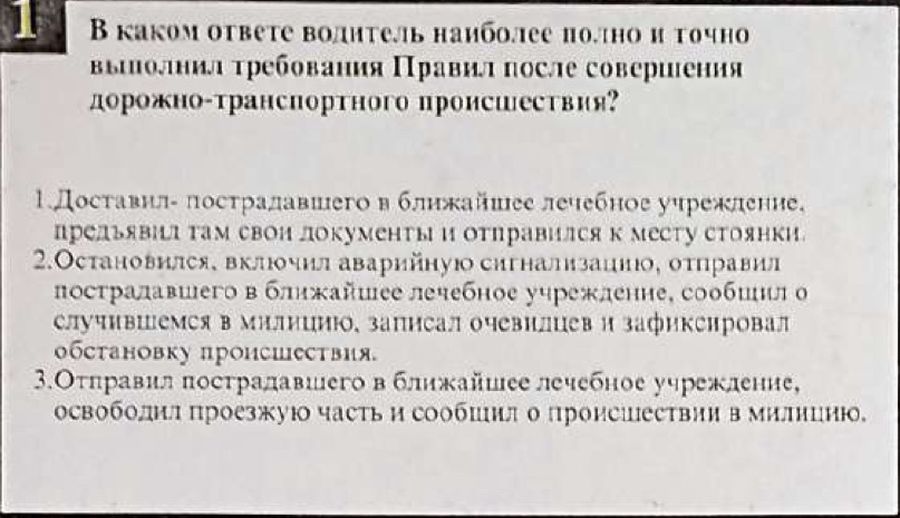 1
В каком ответе водитель наиболее полно и точно
выполнил требования Правил после совершения
дорожно-транспортного происшествия?
1.Доставил- пострадавшего в ближайшее лечебное учреждение,
предъявил там свои документы и отправился к месту стоянки.
2.Остановился, включил аварийную сигнализацию, отправил
пострадавшего в ближайшее лечебное учреждение, сообщил о
случившемся в милицию, записал очевидцев и зафиксировал
обстановку происшествия.
3.Отправил пострадавшего в ближайшее лечебное учреждение,
освободил проезжую часть и сообщил о происшествии в милицию.